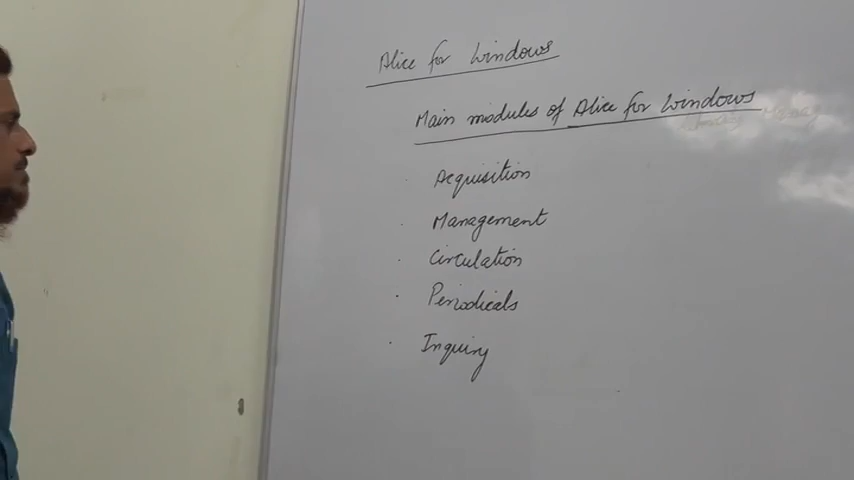 Alice for Windows
Main modules of Alice for Windows
· Acquisition
· Management
· Circulation
· Periodicals
· Inquiry